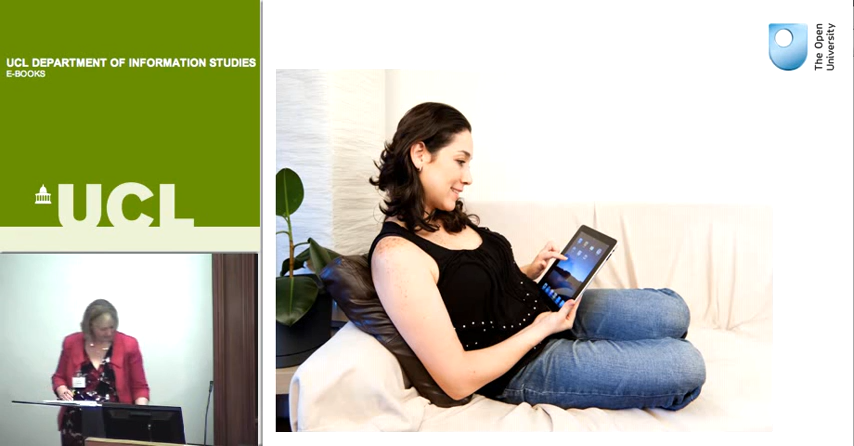 UCL DEPARTMENT OF INFORMATION STUDIES
E-BOOKS
UCL
The Open
University